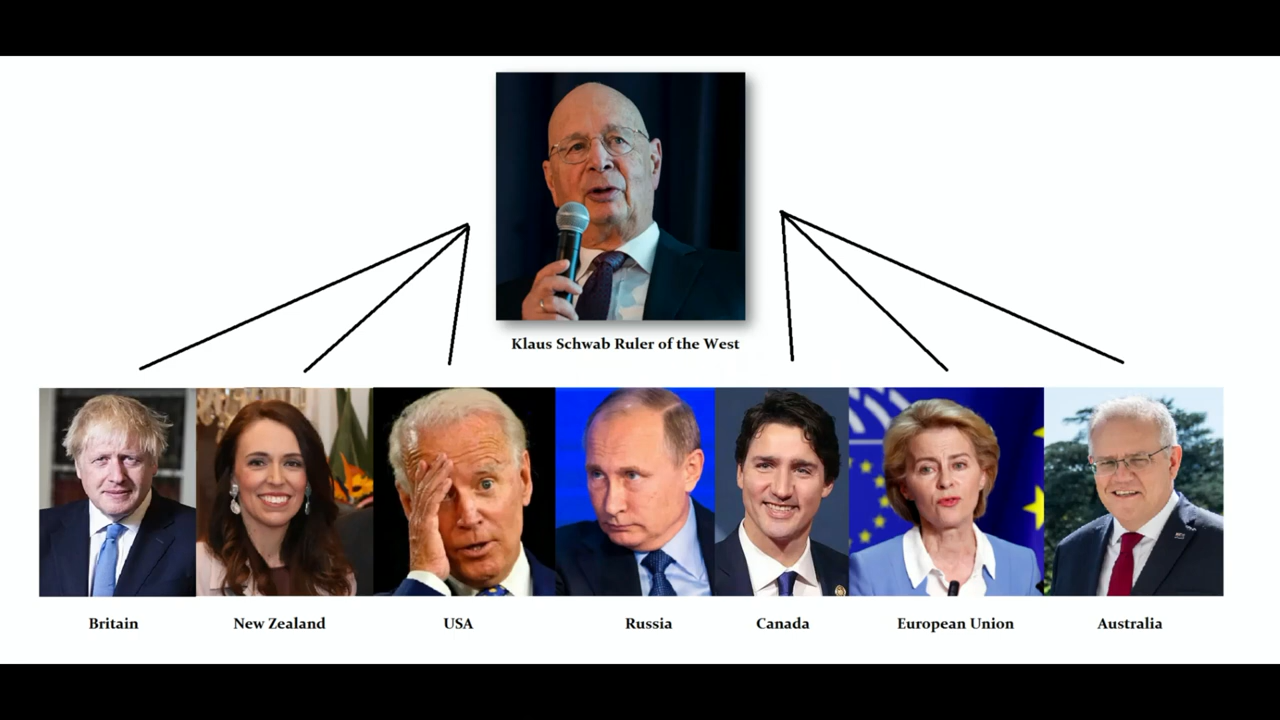 Klaus Schwab Ruler of the West
Britain
New Zealand
USA
Russia
Canada
European Union
Australia